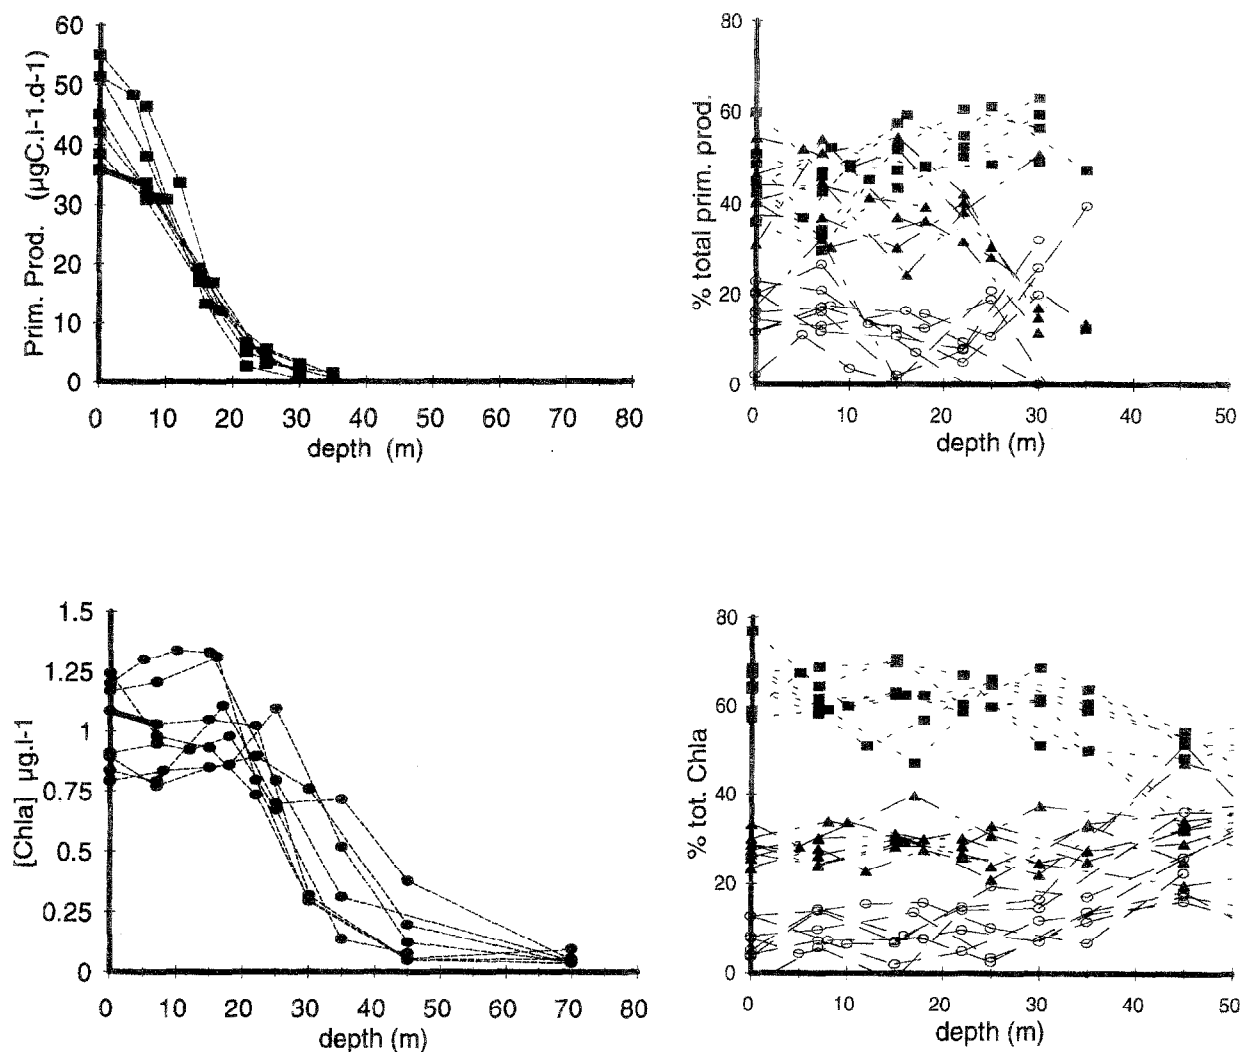 60
50
40
30
20
10
0
Prim. Prod. (µgC.l-1.d-1)
0 10 20 30 40 50 60 70 80
depth (m)
80
60
40
20
0
% total prim. prod.
0 10 20 30 40 50
depth (m)
1.5
1.25
1
0.75
0.5
0.25
0
[Chla] µg.l-1
0 10 20 30 40 50 60 70 80
depth (m)
80
60
40
20
0
% tot. Chla
0 10 20 30 40 50
depth (m)